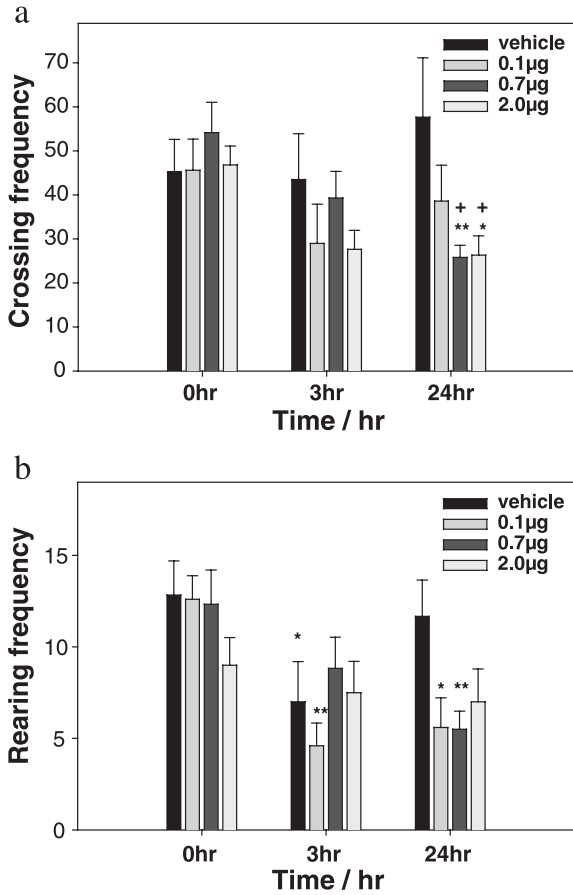 a
Crossing frequency
70
60
50
40
30
20
10
0
vehicle
0.1µg
0.7µg
2.0µg
+ +
** *
0hr 3hr 24hr
Time / hr
b
Rearing frequency
15
10
5
0
vehicle
0.1µg
0.7µg
2.0µg
*
**
* **
0hr 3hr 24hr
Time / hr